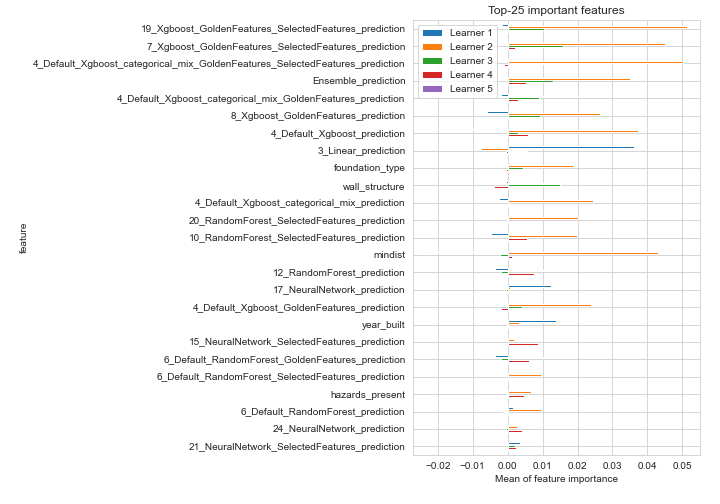 Top-25 important features
Learner 1
Learner 2
Learner 3
Learner 4
Learner 5
19_Xgboost_GoldenFeatures_SelectedFeatures_prediction
7_Xgboost_GoldenFeatures_SelectedFeatures_prediction
4_Default_Xgboost_categorical_mix_GoldenFeatures_SelectedFeatures_prediction
Ensemble_prediction
4_Default_Xgboost_categorical_mix_GoldenFeatures_prediction
8_Xgboost_GoldenFeatures_prediction
4_Default_Xgboost_prediction
3_Linear_prediction
foundation_type
wall_structure
4_Default_Xgboost_categorical_mix_prediction
20_RandomForest_SelectedFeatures_prediction
10_RandomForest_SelectedFeatures_prediction
mindist
12_RandomForest_prediction
17_NeuralNetwork_prediction
4_Default_Xgboost_GoldenFeatures_prediction
year_built
15_NeuralNetwork_SelectedFeatures_prediction
6_Default_RandomForest_GoldenFeatures_prediction
6_Default_RandomForest_SelectedFeatures_prediction
hazards_present
6_Default_RandomForest_prediction
24_NeuralNetwork_prediction
21_NeuralNetwork_SelectedFeatures_prediction
feature
−0.02 −0.01 0.00 0.01 0.02 0.03 0.04 0.05
Mean of feature importance